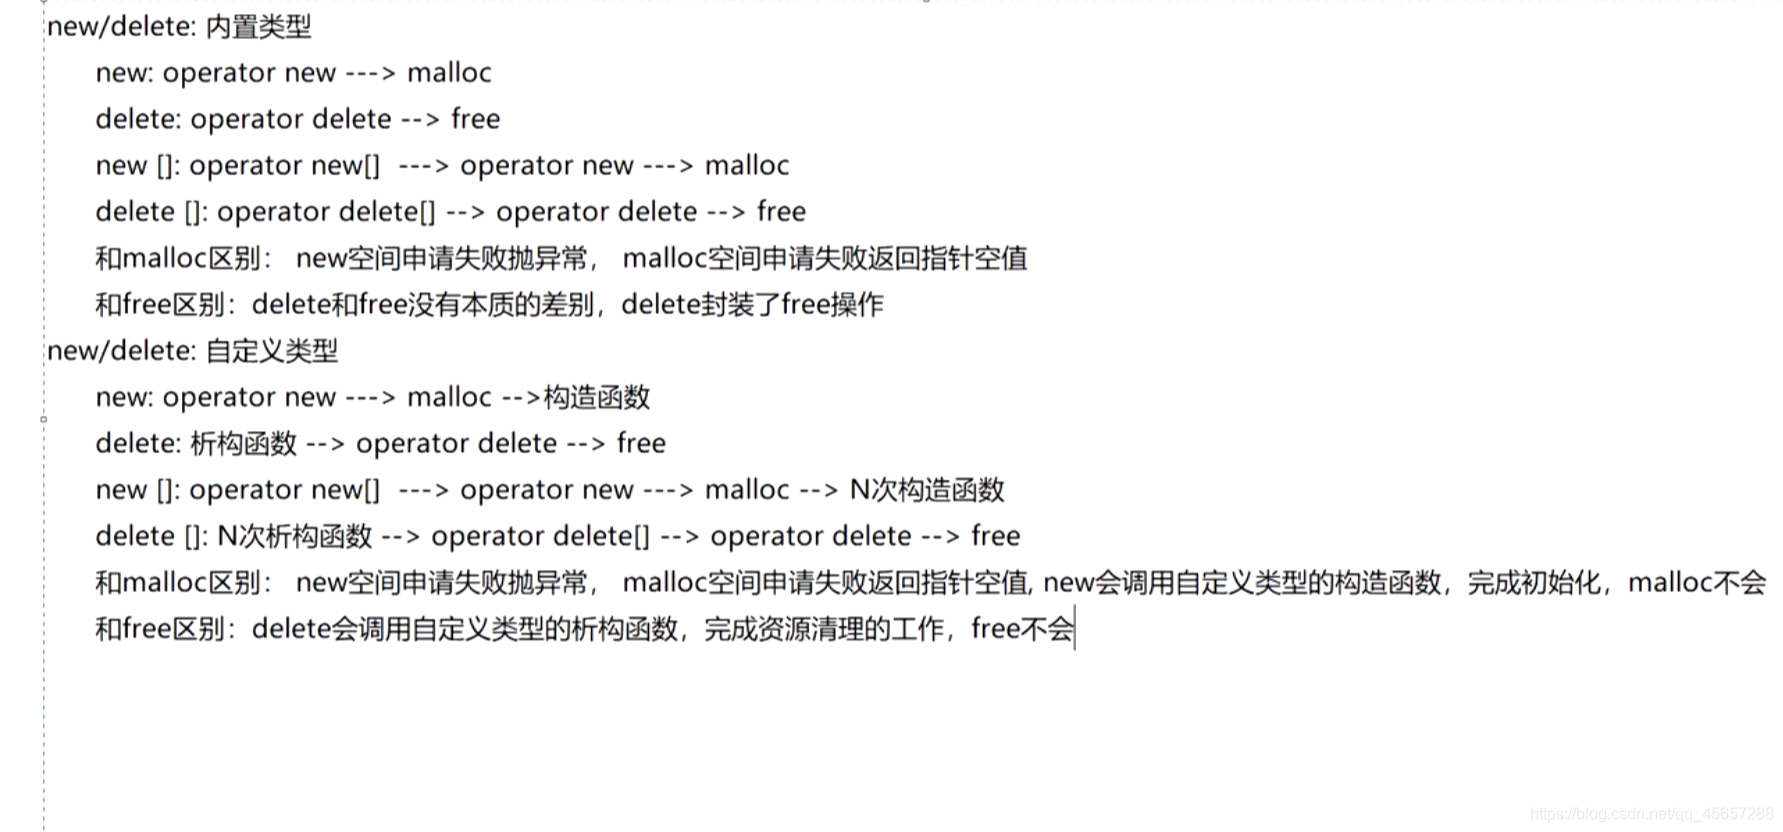 new/delete: 内置类型
new: operator new ---> malloc
delete: operator delete --> free
new []: operator new[] ---> operator new ---> malloc
delete []: operator delete[] --> operator delete --> free
和malloc区别： new空间申请失败抛异常， malloc空间申请失败返回指针空值
和free区别：delete和free没有本质的差别，delete封装了free操作
new/delete: 自定义类型
new: operator new ---> malloc -->构造函数
delete: 析构函数 --> operator delete --> free
new []: operator new[] ---> operator new ---> malloc --> N次构造函数
delete []: N次析构函数 --> operator delete[] --> operator delete --> free
和malloc区别： new空间申请失败抛异常， malloc空间申请失败返回指针空值, new会调用自定义类型的构造函数，完成初始化，malloc不会
和free区别：delete会调用自定义类型的析构函数，完成资源清理的工作，free不会
https://blog.csdn.net/qq_45657288